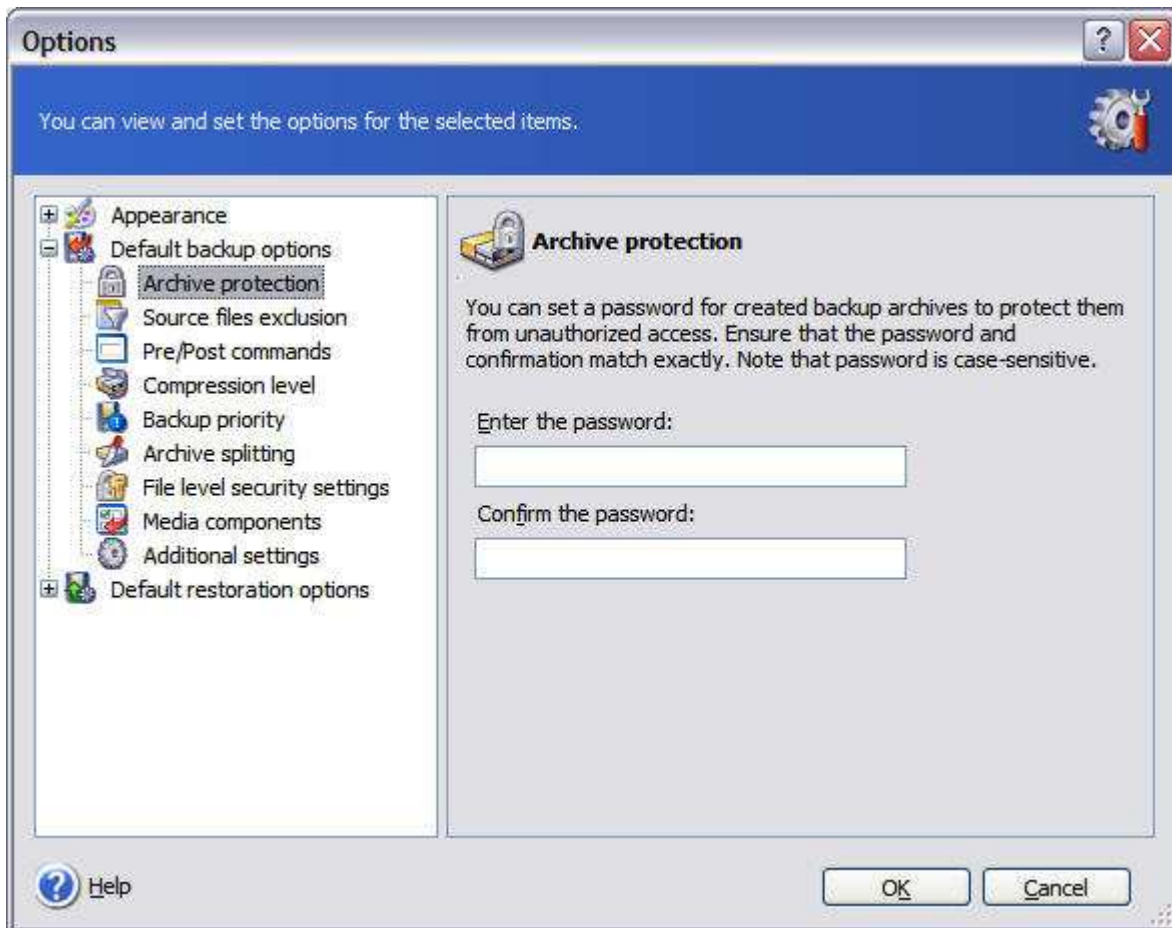 Options
You can view and set the options for the selected items.
Appearance
Default backup options
Archive protection
Source files exclusion
Pre/Post commands
Compression level
Backup priority
Archive splitting
File level security settings
Media components
Additional settings
Default restoration options
Archive protection
You can set a password for created backup archives to protect them
from unauthorized access. Ensure that the password and
confirmation match exactly. Note that password is case-sensitive.
Enter the password:
Confirm the password:
Help
OK
Cancel